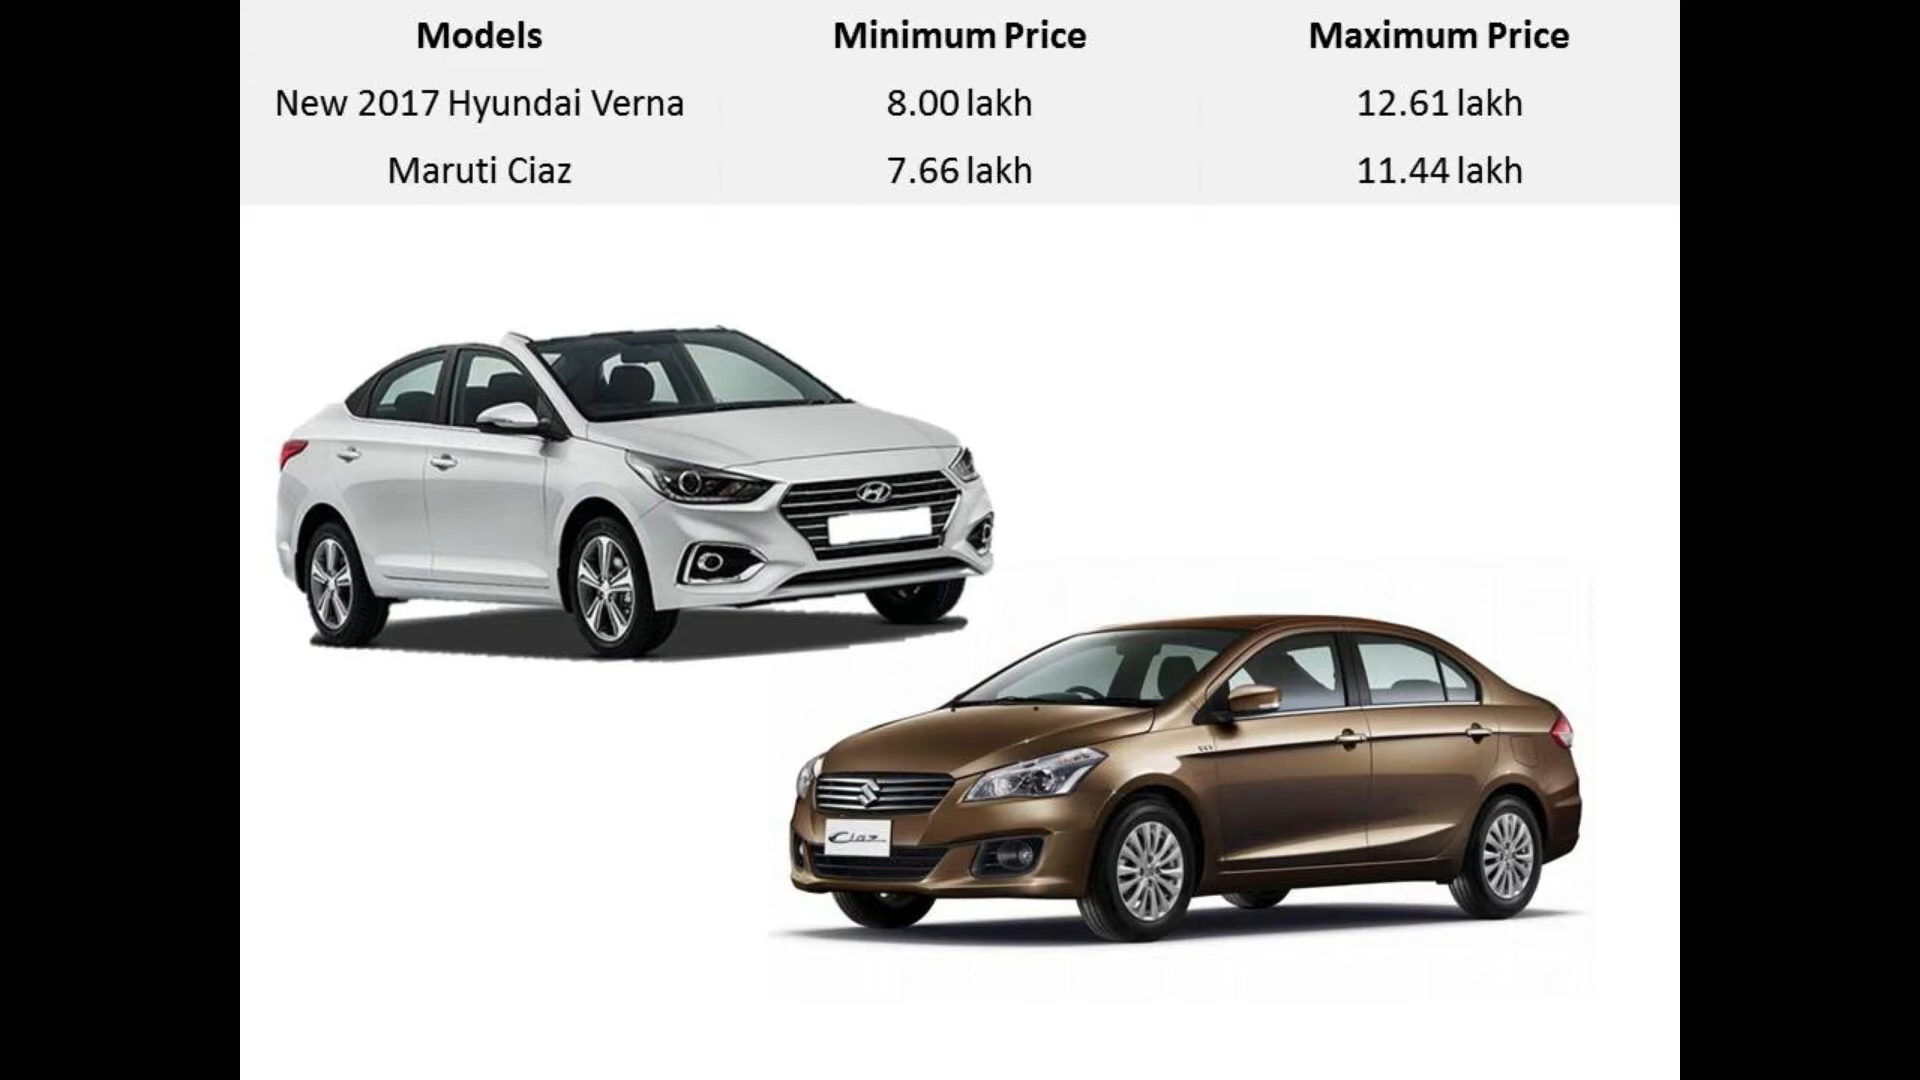 Models Minimum Price Maximum Price
New 2017 Hyundai Verna 8.00 lakh 12.61 lakh
Maruti Ciaz 7.66 lakh 11.44 lakh
Ciaz